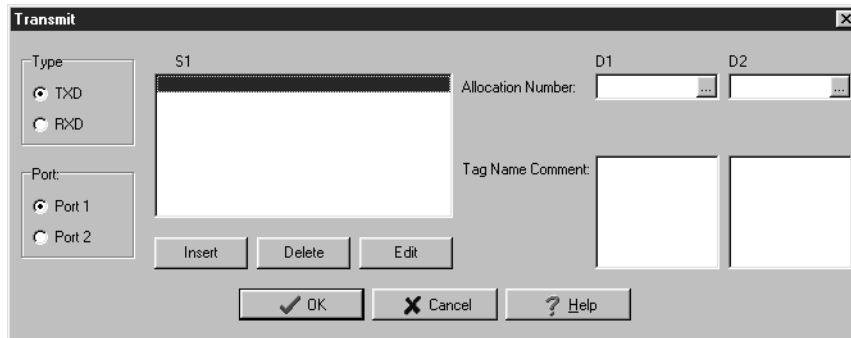 Transmit
Type
TXD
RXD
Port:
Port 1
Port 2
S1
Insert
Delete
Edit
D1
D2
Allocation Number:
...
...
Tag Name Comment:
OK
Cancel
Help